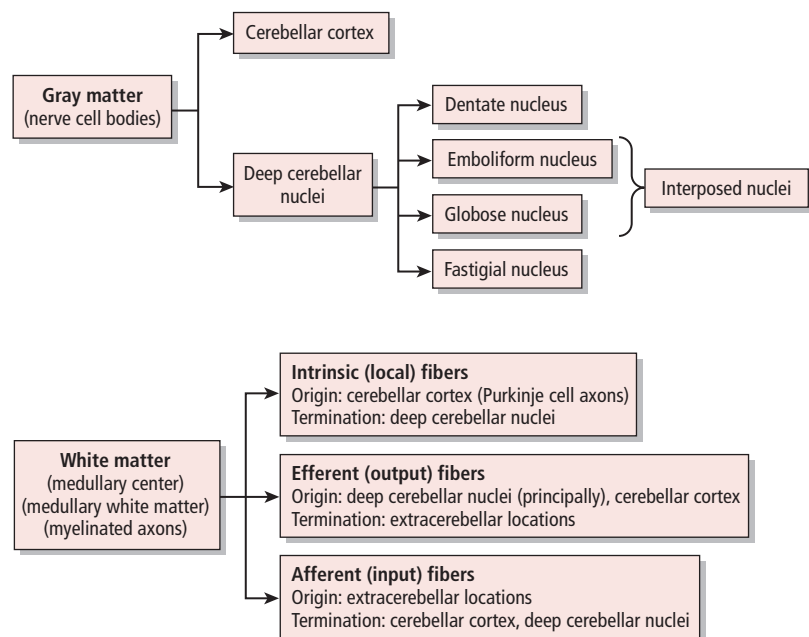 Cerebellar cortex
Gray matter
(nerve cell bodies)
Deep cerebellar
nuclei
Dentate nucleus
Emboliform nucleus
Globose nucleus
Fastigial nucleus
Interposed nuclei
White matter
(medullary center)
(medullary white matter)
(myelinated axons)
Intrinsic (local) fibers
Origin: cerebellar cortex (Purkinje cell axons)
Termination: deep cerebellar nuclei
Efferent (output) fibers
Origin: deep cerebellar nuclei (principally), cerebellar cortex
Termination: extracerebellar locations
Afferent (input) fibers
Origin: extracerebellar locations
Termination: cerebellar cortex, deep cerebellar nuclei